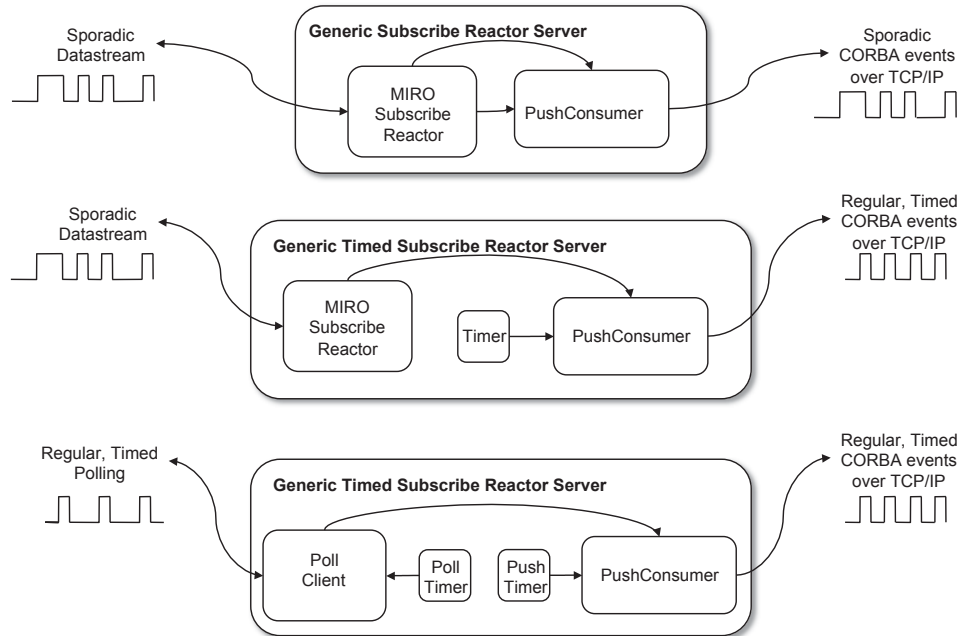 Generic Subscribe Reactor Server
Sporadic
Datastream
MIRO
Subscribe
Reactor
PushConsumer
Sporadic
CORBA events
over TCP/IP
Generic Timed Subscribe Reactor Server
Sporadic
Datastream
MIRO
Subscribe
Reactor
Timer
PushConsumer
Regular, Timed
CORBA events
over TCP/IP
Generic Timed Subscribe Reactor Server
Regular, Timed
Polling
Poll
Client
Poll
Timer
Push
Timer
PushConsumer
Regular, Timed
CORBA events
over TCP/IP